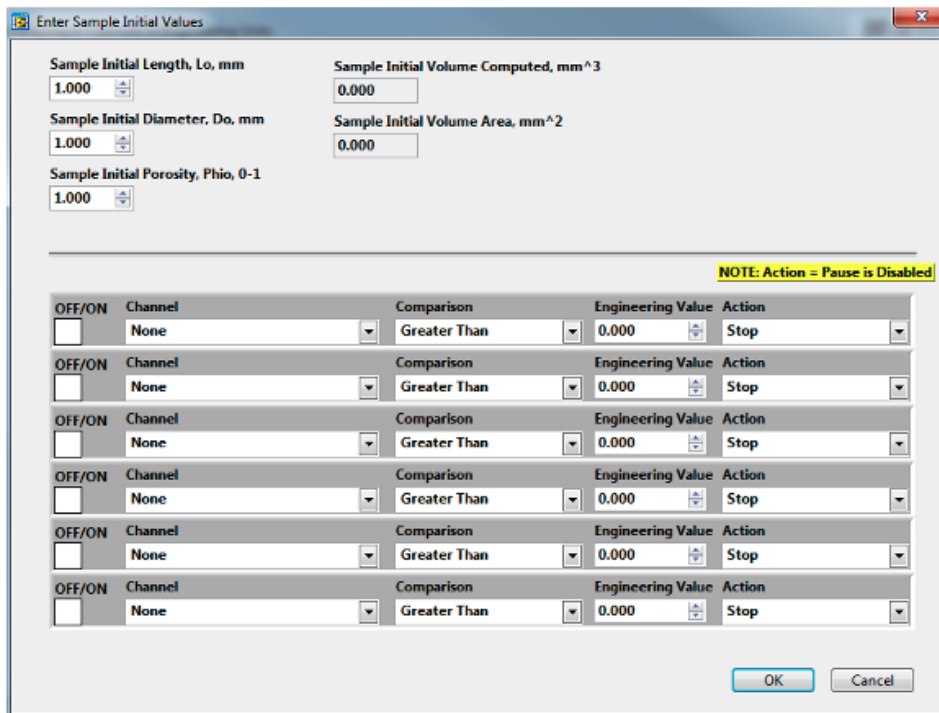 Enter Sample Initial Values
Sample Initial Length, Lo, mm
1.000
Sample Initial Volume Computed, mm^3
0.000
Sample Initial Diameter, Do, mm
1.000
Sample Initial Volume Area, mm^2
0.000
Sample Initial Porosity, Phio, 0-1
1.000
NOTE: Action = Pause is Disabled
OFF/ON Channel Comparison Engineering Value Action
None Greater Than 0.000 Stop
OFF/ON Channel Comparison Engineering Value Action
None Greater Than 0.000 Stop
OFF/ON Channel Comparison Engineering Value Action
None Greater Than 0.000 Stop
OFF/ON Channel Comparison Engineering Value Action
None Greater Than 0.000 Stop
OFF/ON Channel Comparison Engineering Value Action
None Greater Than 0.000 Stop
OFF/ON Channel Comparison Engineering Value Action
None Greater Than 0.000 Stop
OK Cancel